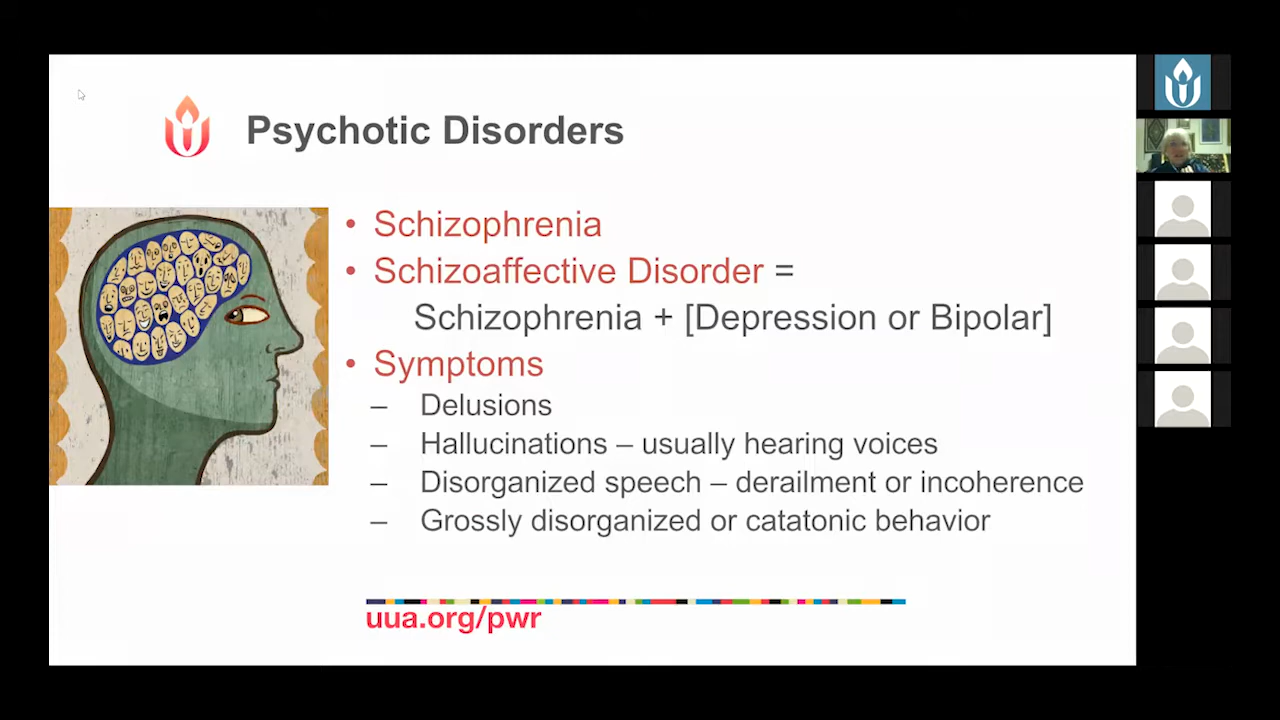 Psychotic Disorders
• Schizophrenia
• Schizoaffective Disorder =
Schizophrenia + [Depression or Bipolar]
• Symptoms
– Delusions
– Hallucinations – usually hearing voices
– Disorganized speech – derailment or incoherence
– Grossly disorganized or catatonic behavior
uua.org/pwr